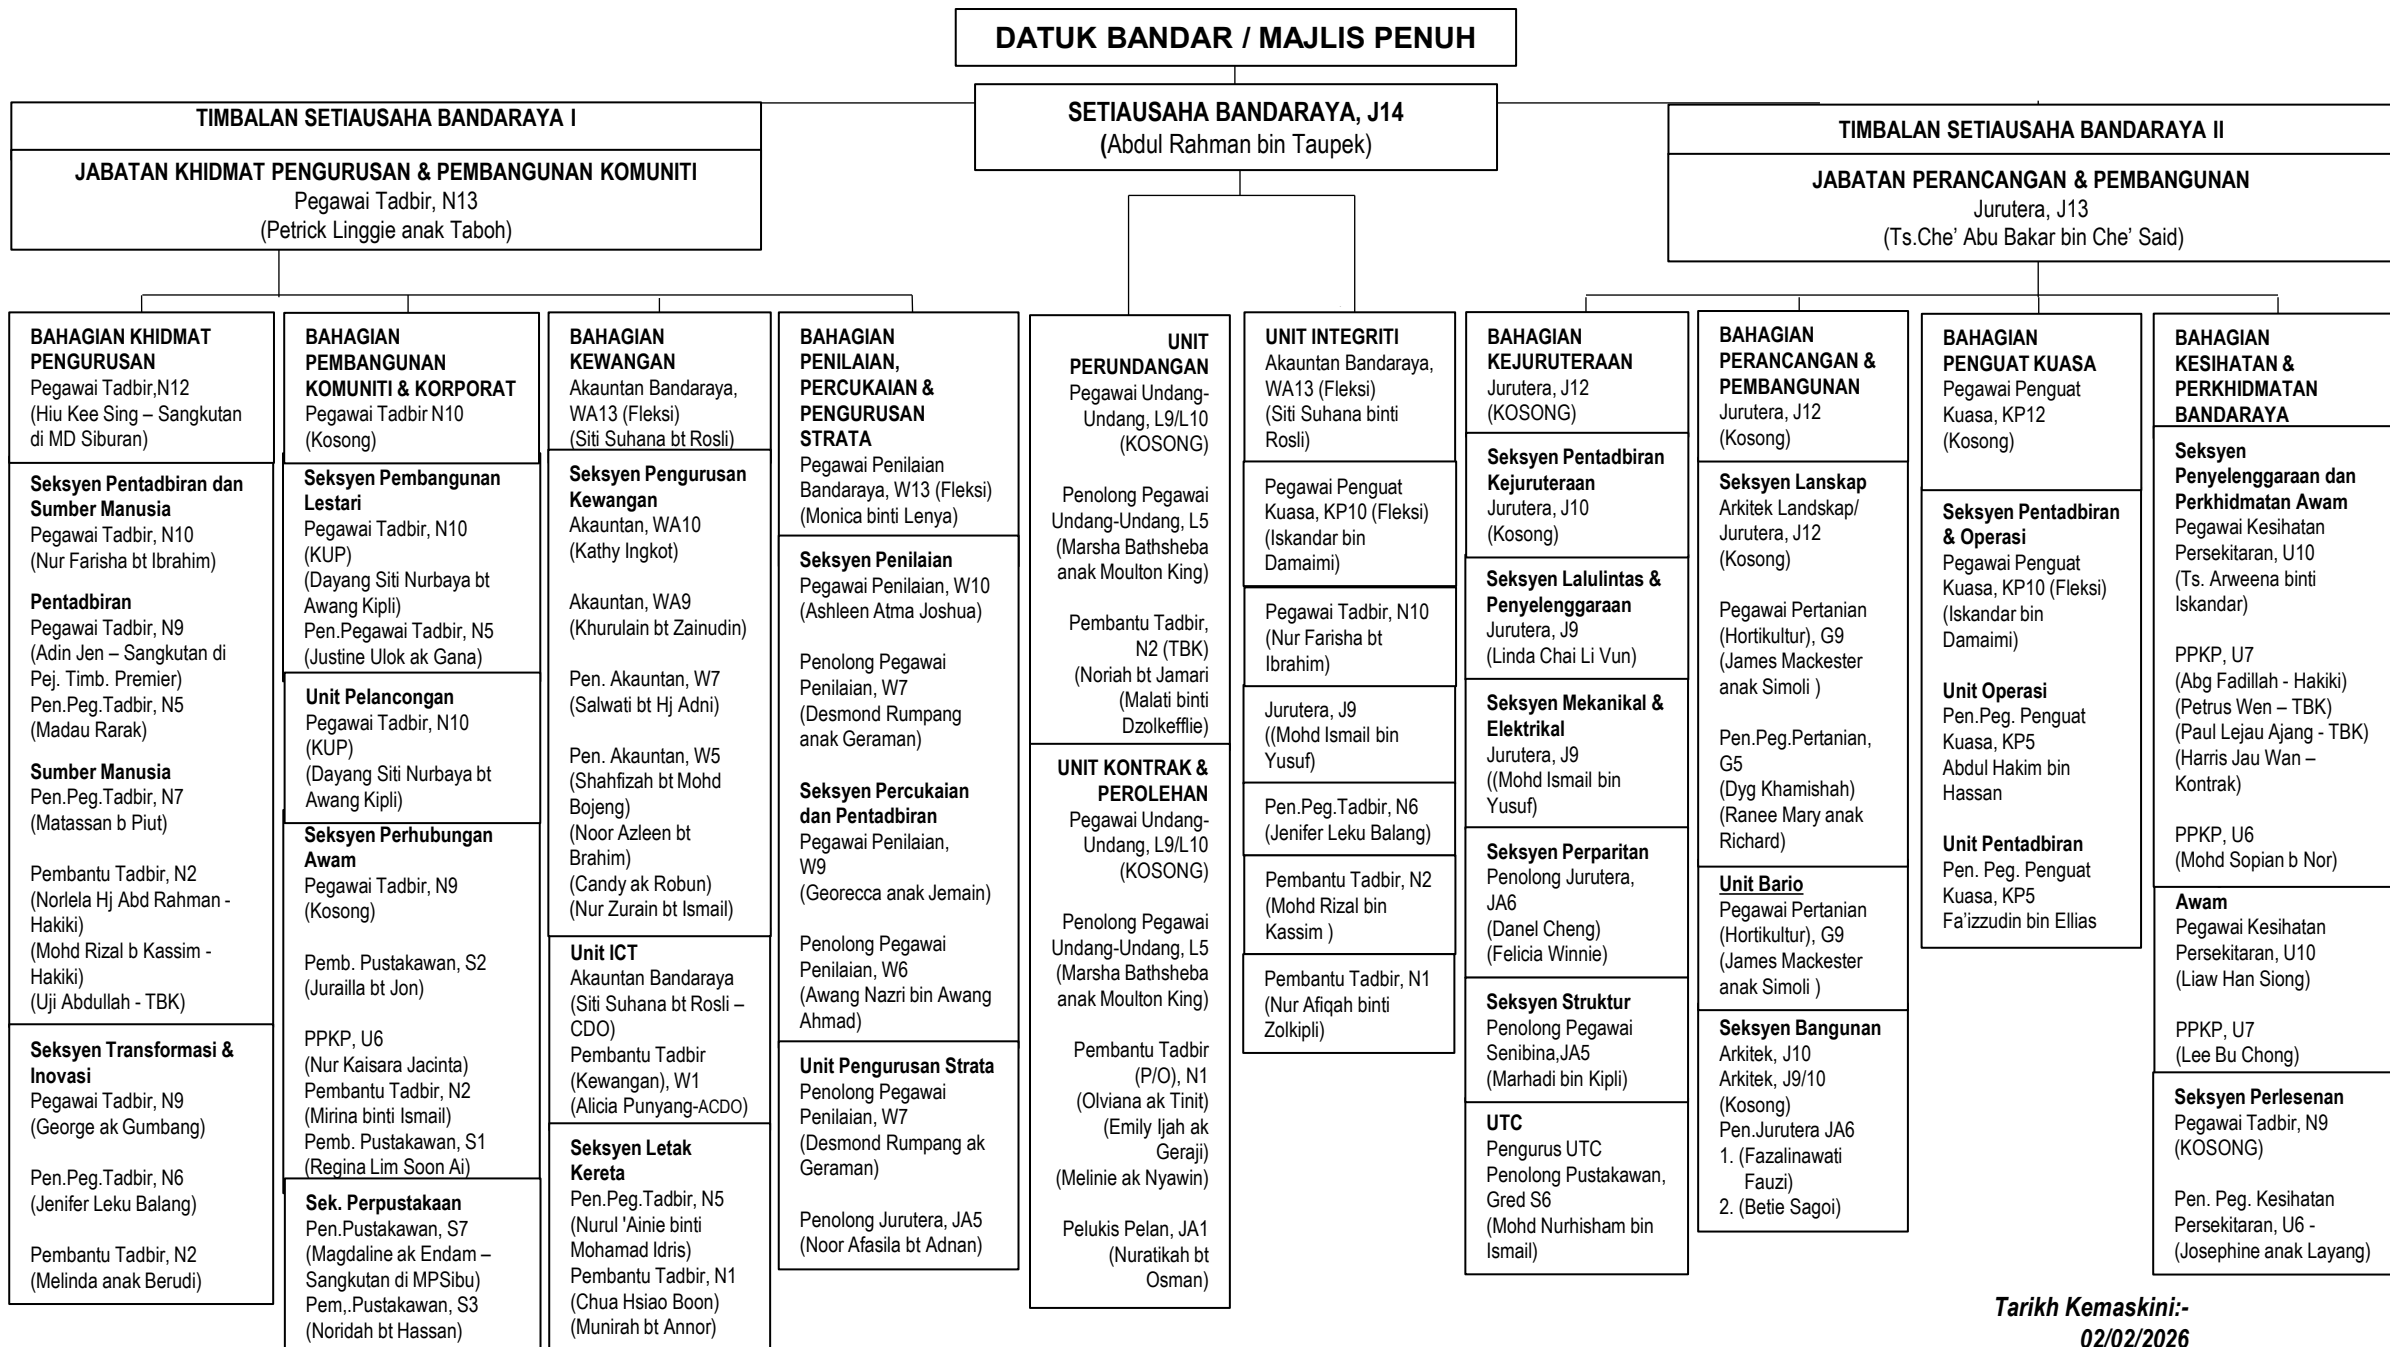 DATUK BANDAR / MAJLIS PENUH
SETIAUSAHA BANDARAYA, J14
(Abdul Rahman bin Taupek)
TIMBALAN SETIAUSAHA BANDARAYA I
JABATAN KHIDMAT PENGURUSAN & PEMBANGUNAN KOMUNITI
Pegawai Tadbir, N13
(Petrick Linggie anak Taboh)
TIMBALAN SETIAUSAHA BANDARAYA II
JABATAN PERANCANGAN & PEMBANGUNAN
Jurutera, J13
(Ts.Che’ Abu Bakar bin Che’ Said)
BAHAGIAN KHIDMAT
PENGURUSAN
Pegawai Tadbir,N12
(Hiu Kee Sing – Sangkutan
di MD Siburan)
Seksyen Pentadbiran dan
Sumber Manusia
Pegawai Tadbir, N10
(Nur Farisha bt Ibrahim)
Pentadbiran
Pegawai Tadbir, N9
(Adin Jen – Sangkutan di
Pej. Timb. Premier)
Pen.Peg.Tadbir, N5
(Madau Rarak)
Sumber Manusia
Pen.Peg.Tadbir, N7
(Matassan b Piut)
Pembantu Tadbir, N2
(Norlela Hj Abd Rahman -
Hakiki)
(Mohd Rizal b Kassim -
Hakiki)
(Uji Abdullah - TBK)
Seksyen Transformasi &
Inovasi
Pegawai Tadbir, N9
(George ak Gumbang)
Pen.Peg.Tadbir, N6
(Jenifer Leku Balang)
Pembantu Tadbir, N2
(Melinda anak Berudi)
BAHAGIAN
PEMBANGUNAN
KOMUNITI & KORPORAT
Pegawai Tadbir N10
(Kosong)
Seksyen Pembangunan
Lestari
Pegawai Tadbir, N10
(KUP)
(Dayang Siti Nurbaya bt
Awang Kipli)
Pen.Pegawai Tadbir, N5
(Justine Ulok ak Gana)
Unit Pelancongan
Pegawai Tadbir, N10
(KUP)
(Dayang Siti Nurbaya bt
Awang Kipli)
Seksyen Perhubungan
Awam
Pegawai Tadbir, N9
(Kosong)
Pemb. Pustakawan, S2
(Jurailla bt Jon)
PPKP, U6
(Nur Kaisara Jacinta)
Pembantu Tadbir, N2
(Mirina binti Ismail)
Pemb. Pustakawan, S1
(Regina Lim Soon Ai)
Sek. Perpustakaan
Pen.Pustakawan, S7
(Magdaline ak Endam –
Sangkutan di MPSibu)
Pem,.Pustakawan, S3
(Noridah bt Hassan)
BAHAGIAN
KEWANGAN
Akauntan Bandaraya,
WA13 (Fleksi)
(Siti Suhana bt Rosli)
Seksyen Pengurusan
Kewangan
Akauntan, WA10
(Kathy Ingkot)
Akauntan, WA9
(Khurulain bt Zainudin)
Pen. Akauntan, W7
(Salwati bt Hj Adni)
Pen. Akauntan, W5
(Shahfizah bt Mohd
Bojeng)
(Noor Azleen bt
Brahim)
(Candy ak Robun)
(Nur Zurain bt Ismail)
Unit ICT
Akauntan Bandaraya
(Siti Suhana bt Rosli –
CDO)
Pembantu Tadbir
(Kewangan), W1
(Alicia Punyang-ACDO)
Seksyen Letak
Kereta
Pen.Peg.Tadbir, N5
(Nurul 'Ainie binti
Mohamad Idris)
Pembantu Tadbir, N1
(Chua Hsiao Boon)
(Munirah bt Annor)
BAHAGIAN
PENILAIAN,
PERCUKAIAN &
PENGURUSAN
STRATA
Pegawai Penilaian
Bandaraya, W13 (Fleksi)
(Monica binti Lenya)
Seksyen Penilaian
Pegawai Penilaian, W10
(Ashleen Atma Joshua)
Penolong Pegawai
Penilaian, W7
(Desmond Rumpang
anak Geraman)
Seksyen Percukaian
dan Pentadbiran
Pegawai Penilaian,
W9
(Georecca anak Jemain)
Penolong Pegawai
Penilaian, W6
(Awang Nazri bin Awang
Ahmad)
Unit Pengurusan Strata
Penolong Pegawai
Penilaian, W7
(Desmond Rumpang ak
Geraman)
Penolong Jurutera, JA5
(Noor Afasila bt Adnan)
UNIT
PERUNDANGAN
Pegawai Undang-
Undang, L9/L10
(KOSONG)
Penolong Pegawai
Undang-Undang, L5
(Marsha Bathsheba
anak Moulton King)
Pembantu Tadbir,
N2 (TBK)
(Noriah bt Jamari
(Malati binti
Dzolkefflie)
UNIT KONTRAK &
PEROLEHAN
Pegawai Undang-
Undang, L9/L10
(KOSONG)
Penolong Pegawai
Undang-Undang, L5
(Marsha Bathsheba
anak Moulton King)
Pembantu Tadbir
(P/O), N1
(Olviana ak Tinit)
(Emily Ijah ak
Geraji)
(Melinie ak Nyawin)
Pelukis Pelan, JA1
(Nuratikah bt
Osman)
UNIT INTEGRITI
Akauntan Bandaraya,
WA13 (Fleksi)
(Siti Suhana binti
Rosli)
Pegawai Penguat
Kuasa, KP10 (Fleksi)
(Iskandar bin
Damaimi)
Pegawai Tadbir, N10
(Nur Farisha bt
Ibrahim)
Jurutera, J9
((Mohd Ismail bin
Yusuf)
Pen.Peg.Tadbir, N6
(Jenifer Leku Balang)
Pembantu Tadbir, N2
(Mohd Rizal bin
Kassim )
Pembantu Tadbir, N1
(Nur Afiqah binti
Zolkipli)
BAHAGIAN
KEJURUTERAAN
Jurutera, J12
(KOSONG)
Seksyen Pentadbiran
Kejuruteraan
Jurutera, J10
(Kosong)
Seksyen Lalulintas &
Penyelenggaraan
Jurutera, J9
(Linda Chai Li Vun)
Seksyen Mekanikal &
Elektrikal
Jurutera, J9
((Mohd Ismail bin
Yusuf)
Seksyen Perparitan
Penolong Jurutera,
JA6
(Danel Cheng)
(Felicia Winnie)
Seksyen Struktur
Penolong Pegawai
Senibina,JA5
(Marhadi bin Kipli)
UTC
Pengurus UTC
Penolong Pustakawan,
Gred S6
(Mohd Nurhisham bin
Ismail)
BAHAGIAN
PERANCANGAN &
PEMBANGUNAN
Jurutera, J12
(Kosong)
Seksyen Lanskap
Arkitek Landskap/
Jurutera, J12
(Kosong)
Pegawai Pertanian
(Hortikultur), G9
(James Mackester
anak Simoli )
Pen.Peg.Pertanian,
G5
(Dyg Khamishah)
(Ranee Mary anak
Richard)
Unit Bario
Pegawai Pertanian
(Hortikultur), G9
(James Mackester
anak Simoli )
Seksyen Bangunan
Arkitek, J10
Arkitek, J9/10
(Kosong)
Pen.Jurutera JA6
1. (Fazalinawati
Fauzi)
2. (Betie Sagoi)
BAHAGIAN
PENGUAT KUASA
Pegawai Penguat
Kuasa, KP12
(Kosong)
Seksyen Pentadbiran
& Operasi
Pegawai Penguat
Kuasa, KP10 (Fleksi)
(Iskandar bin
Damaimi)
Unit Operasi
Pen.Peg. Penguat
Kuasa, KP5
Abdul Hakim bin
Hassan
Unit Pentadbiran
Pen. Peg. Penguat
Kuasa, KP5
Fa’izzudin bin Ellias
BAHAGIAN
KESIHATAN &
PERKHIDMATAN
BANDARAYA
Seksyen
Penyelenggaraan dan
Perkhidmatan Awam
Pegawai Kesihatan
Persekitaran, U10
(Ts. Arweena binti
Iskandar)
PPKP, U7
(Abg Fadillah - Hakiki)
(Petrus Wen – TBK)
(Paul Lejau Ajang - TBK)
(Harris Jau Wan –
Kontrak)
PPKP, U6
(Mohd Sopian b Nor)
Awam
Pegawai Kesihatan
Persekitaran, U10
(Liaw Han Siong)
PPKP, U7
(Lee Bu Chong)
Seksyen Perlesenan
Pegawai Tadbir, N9
(KOSONG)
Pen. Peg. Kesihatan
Persekitaran, U6 -
(Josephine anak Layang)
Tarikh Kemaskini:-
02/02/2026